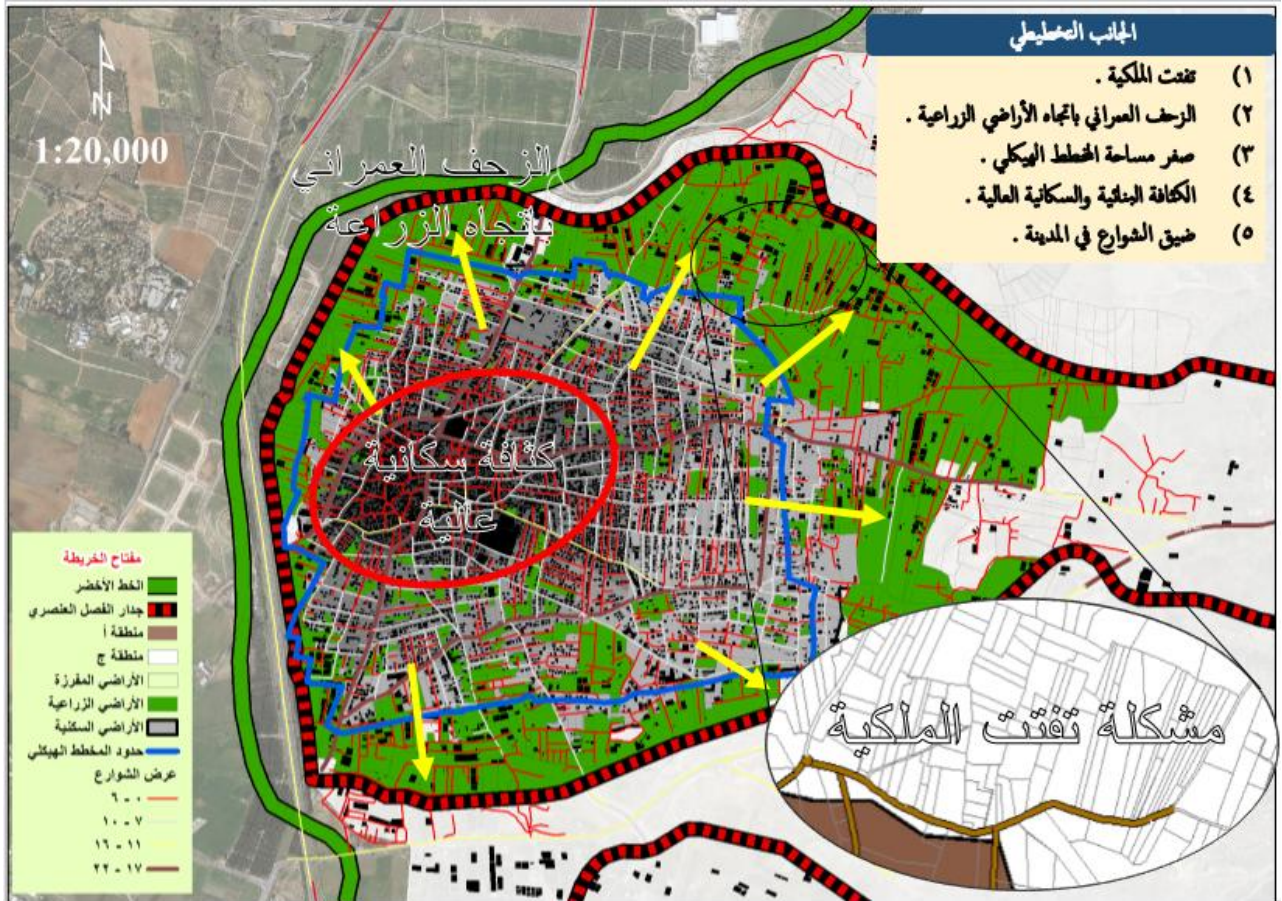 الجانب التخطيطي
١) تفتت الملكية .
٢) الزحف العمراني باتجاه الأراضي الزراعية .
٣) صغر مساحة المخطط الهيكلي .
٤) الكثافة البنائية والسكانية العالية .
٥) ضيق الشوارع في المدينة .
N
1:20,000
الزحف العمراني
باتجاه الزراعة
كثافة سكانية
عالية
مشكلة تفتت الملكية
مفتاح الخريطة
الخط الأخضر
جدار الفصل العنصري
منطقة أ
منطقة ج
الأراضي المفرزة
الأراضي الزراعية
الأراضي السكنية
حدود المخطط الهيكلي
عرض الشوارع
٠ - ٦
٧ - ١٠
١١ - ١٦
١٧ - ٢٢